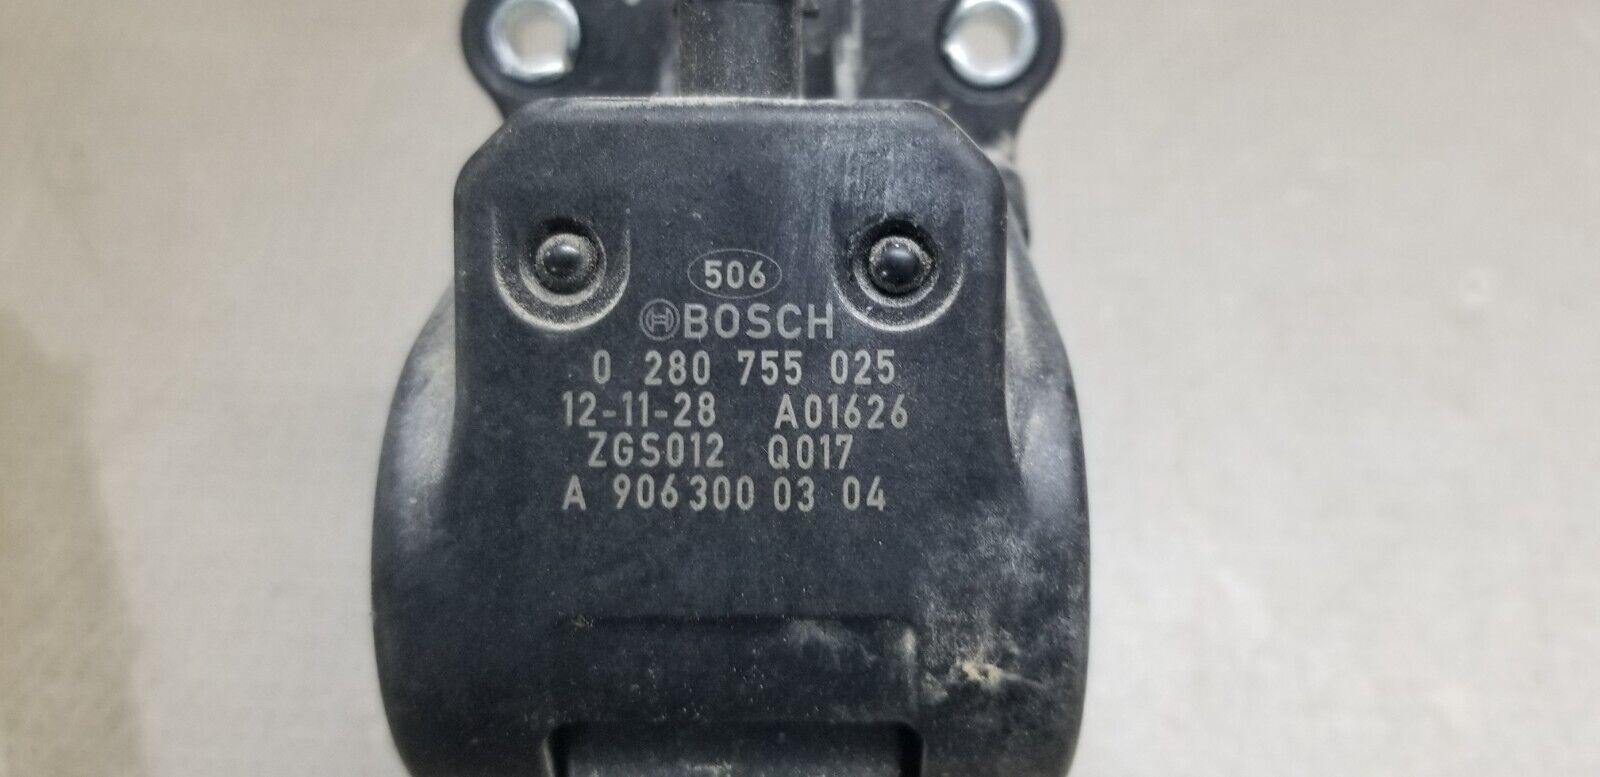 506
BOSCH
0 280 755 025
12-11-28 A01626
ZGS012 Q017
A 906 300 03 04